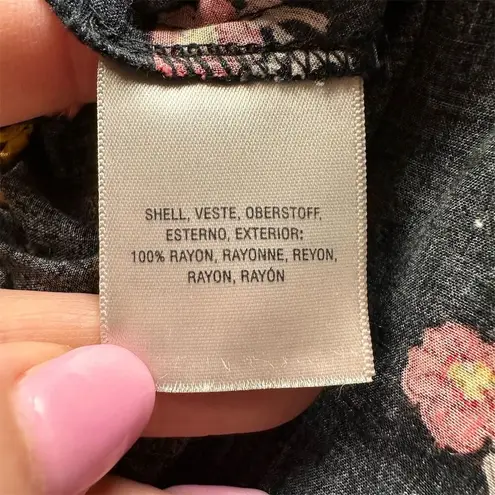 SHELL, VESTE, OBERSTOFF,
ESTERNO, EXTERIOR:
100% RAYON, RAYONNE, REYON,
RAYON, RAYÓN